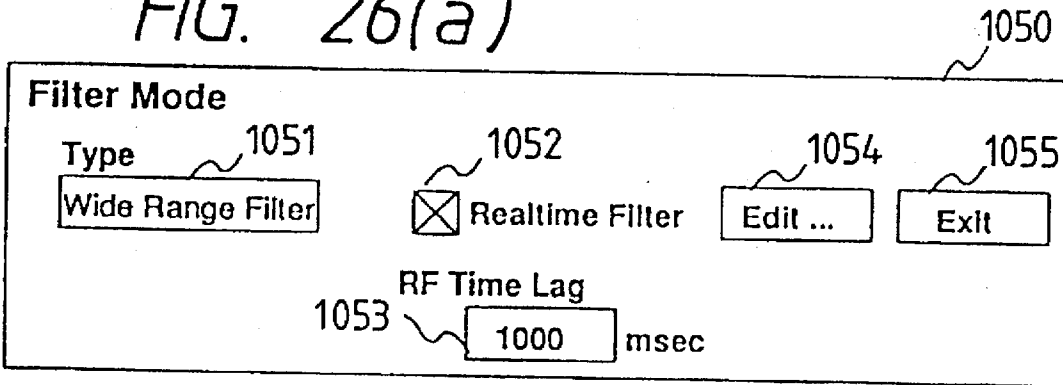 FIG. 26(a)
1050
Filter Mode
Type 1051 1052 1054 1055
Wide Range Filter Realtime Filter Edit ... Exit
RF Time Lag
1053 1000 msec